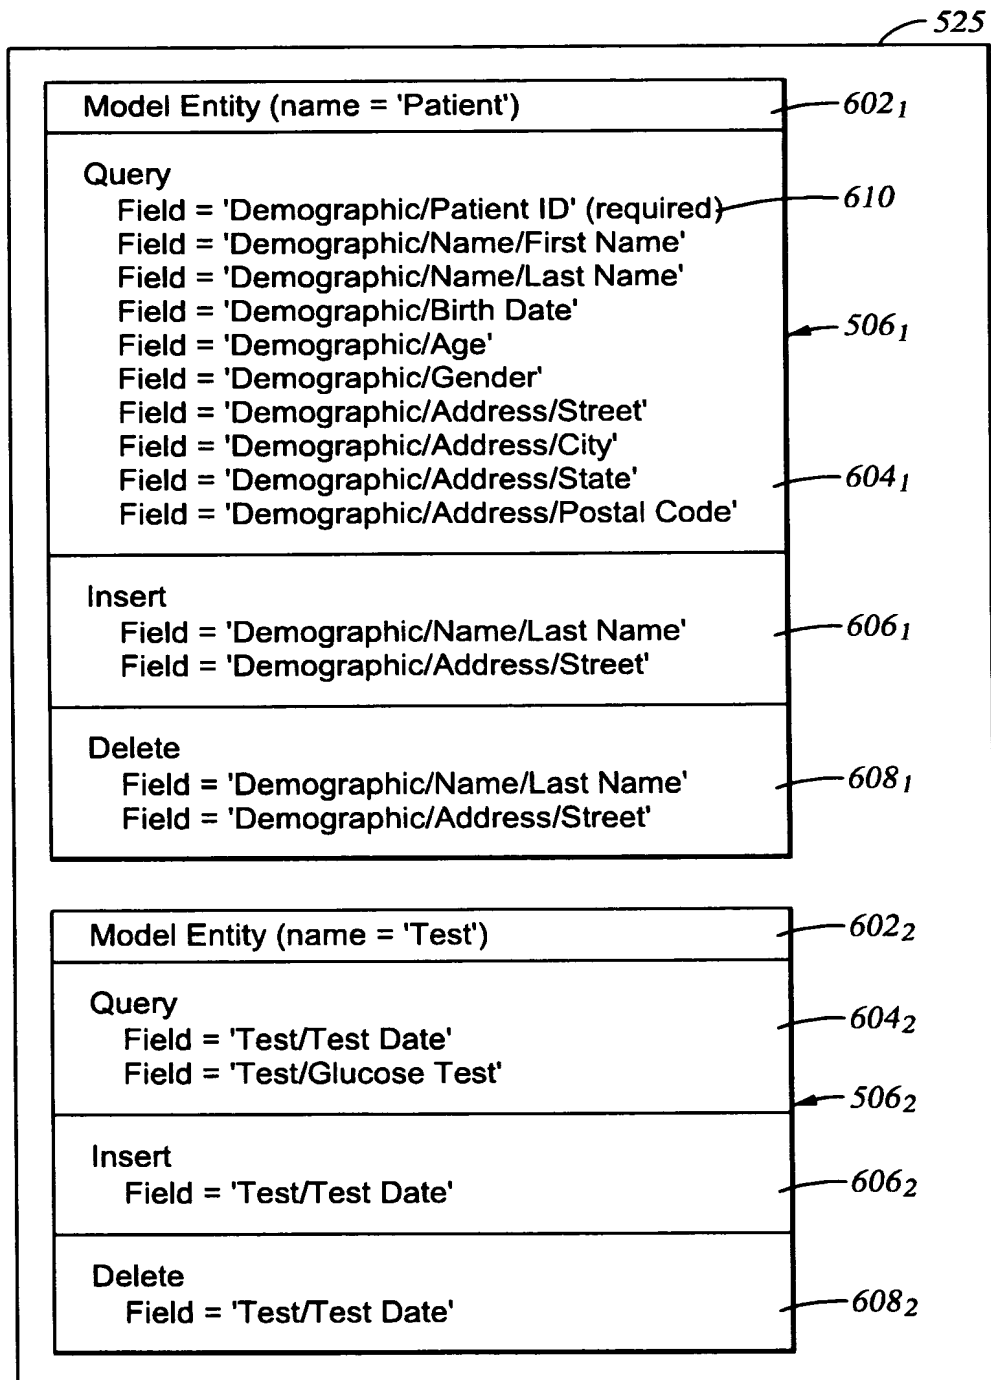 525
Model Entity (name = 'Patient') 602₁
Query
Field = 'Demographic/Patient ID' (required) 610
Field = 'Demographic/Name/First Name'
Field = 'Demographic/Name/Last Name'
Field = 'Demographic/Birth Date'
Field = 'Demographic/Age' 506₁
Field = 'Demographic/Gender'
Field = 'Demographic/Address/Street'
Field = 'Demographic/Address/City'
Field = 'Demographic/Address/State' 604₁
Field = 'Demographic/Address/Postal Code'
Insert
Field = 'Demographic/Name/Last Name' 606₁
Field = 'Demographic/Address/Street'
Delete
Field = 'Demographic/Name/Last Name' 608₁
Field = 'Demographic/Address/Street'
Model Entity (name = 'Test') 602₂
Query
Field = 'Test/Test Date' 604₂
Field = 'Test/Glucose Test'
506₂
Insert
Field = 'Test/Test Date' 606₂
Delete
Field = 'Test/Test Date' 608₂